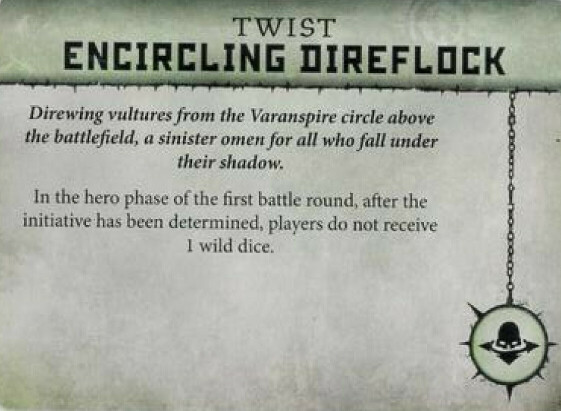 TWIST
ENCIRCLING DIREFLOCK
Direwing vultures from the Varanspire circle above
the battlefield, a sinister omen for all who fall under
their shadow.
In the hero phase of the first battle round, after the
initiative has been determined, players do not receive
1 wild dice.